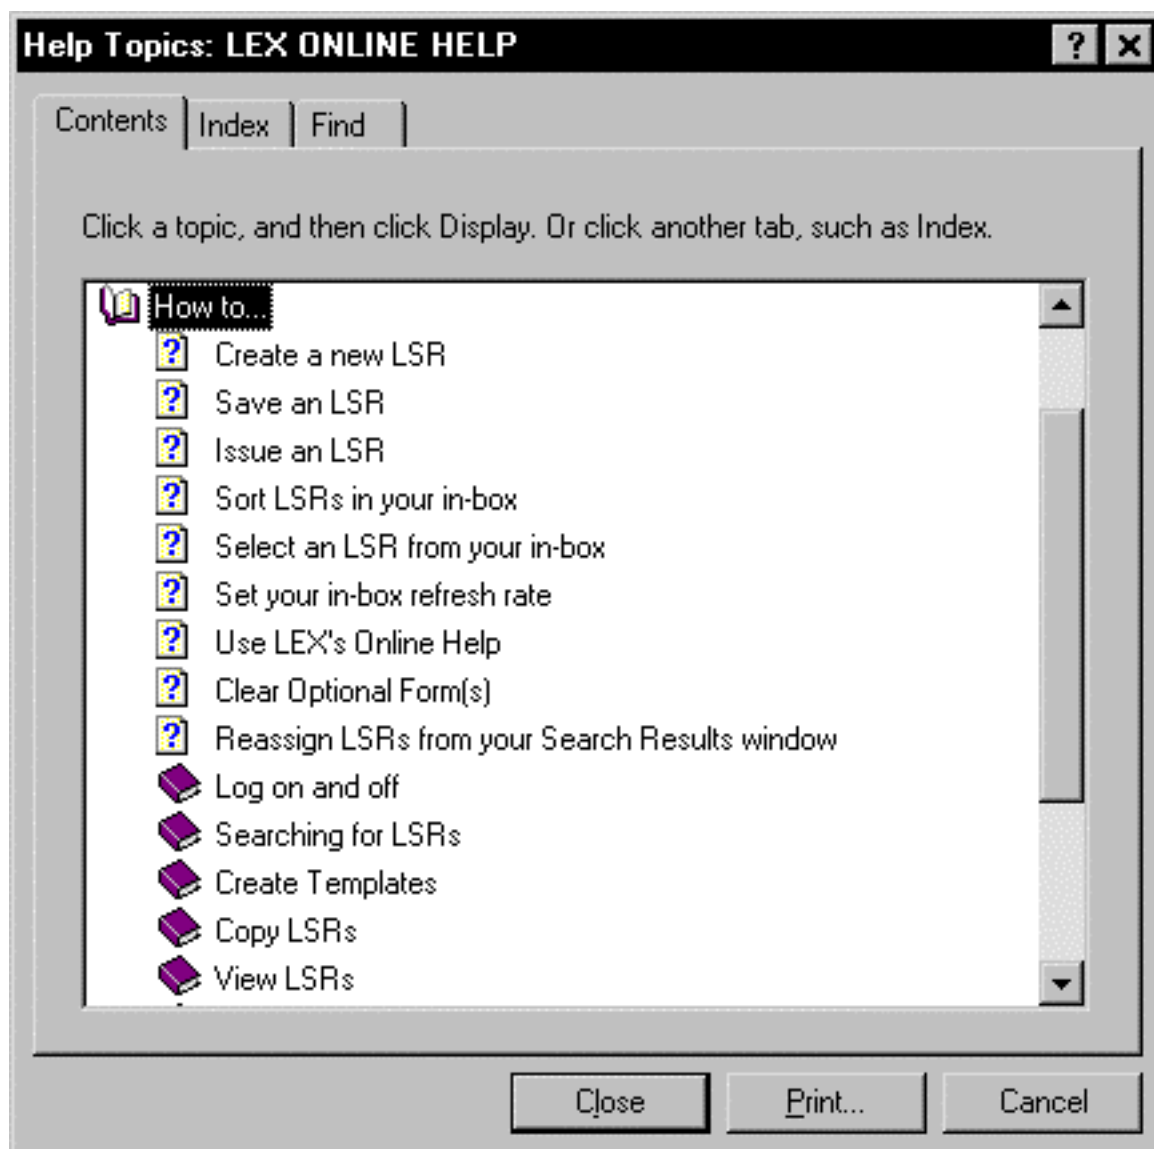 Help Topics: LEX ONLINE HELP
Contents Index Find
Click a topic, and then click Display. Or click another tab, such as Index.
How to...
Create a new LSR
Save an LSR
Issue an LSR
Sort LSRs in your in-box
Select an LSR from your in-box
Set your in-box refresh rate
Use LEX's Online Help
Clear Optional Form(s)
Reassign LSRs from your Search Results window
Log on and off
Searching for LSRs
Create Templates
Copy LSRs
View LSRs
Close Print... Cancel